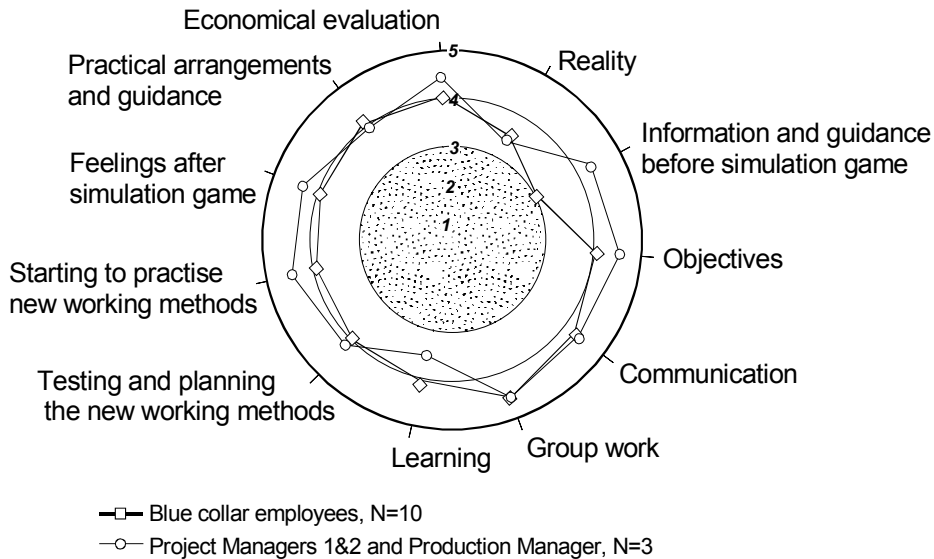 Economical evaluation
5
Reality
Practical arrangements
and guidance
4
Information and guidance
before simulation game
3
Feelings after
simulation game
2
1
Objectives
Starting to practise
new working methods
Communication
Testing and planning
the new working methods
Group work
Learning
Blue collar employees, N=10
Project Managers 1&2 and Production Manager, N=3